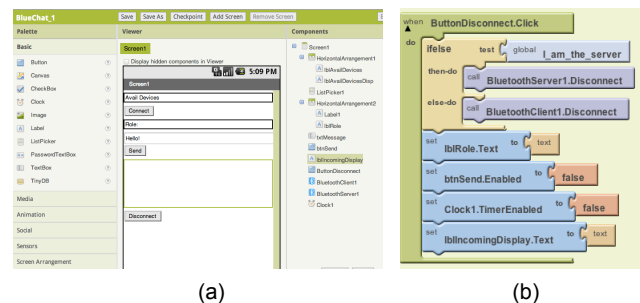 BlueChat_1
Save Save As Checkpoint Add Screen Remove Screen
Palette
Viewer
Components
Basic
Button
Canvas
CheckBox
Clock
Image
Label
ListPicker
PasswordTextBox
TextBox
TinyDB
Media
Animation
Social
Sensors
Screen Arrangement
Screen1
Display hidden components in Viewer
5:09 PM
Screen1
Avail Devices
Connect
Role:
Hello!
Send
Disconnect
Screen1
HorizontalArrangement1
lblAvailDevices
lblAvailDevicesDisp
ListPicker1
HorizontalArrangement2
Label1
lblRole
txtMessage
btnSend
lblIncomingDisplay
ButtonDisconnect
BluetoothClient1
BluetoothServer1
Clock1
(a)
when ButtonDisconnect.Click
do ifelse test global I_am_the_server
then-do call BluetoothServer1.Disconnect
else-do call BluetoothClient1.Disconnect
set lblRole.Text to text
set btnSend.Enabled to false
set Clock1.TimerEnabled to false
set lblIncomingDisplay.Text to text
(b)